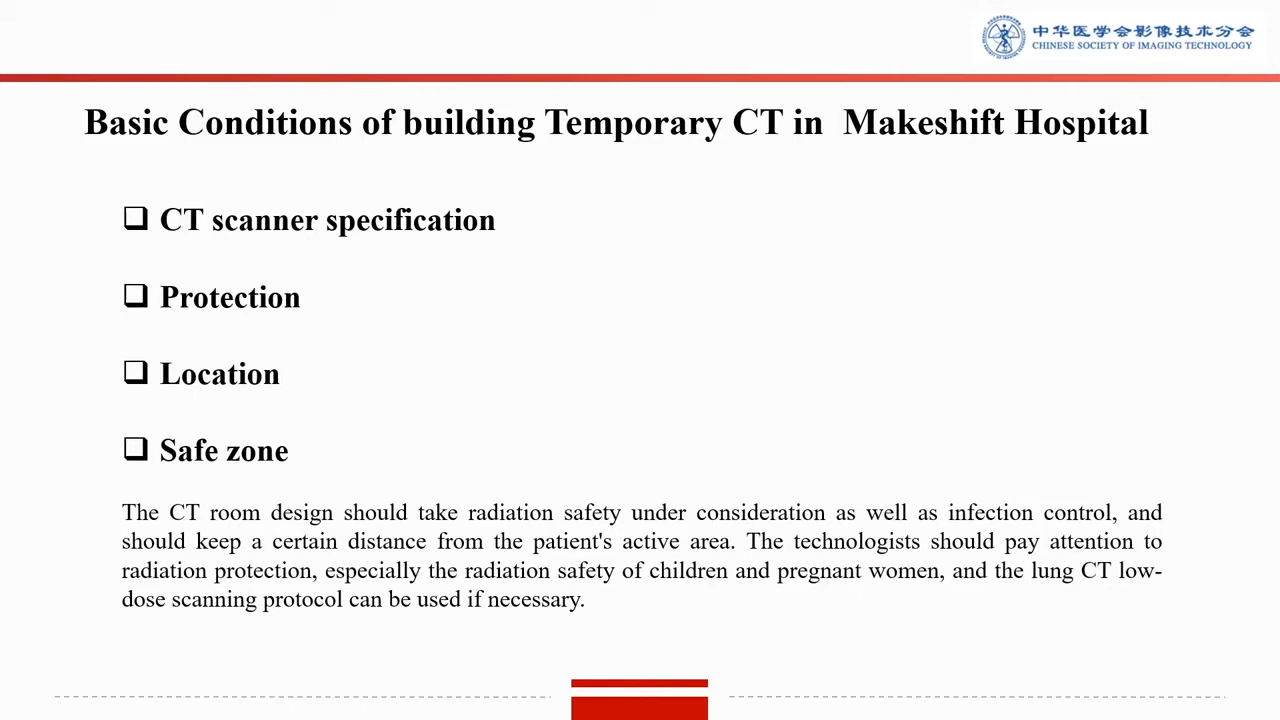 中华医学会影像技术分会
CHINESE SOCIETY OF IMAGING TECHNOLOGY
Basic Conditions of building Temporary CT in Makeshift Hospital
CT scanner specification
Protection
Location
Safe zone
The CT room design should take radiation safety under consideration as well as infection control, and
should keep a certain distance from the patient's active area. The technologists should pay attention to
radiation protection, especially the radiation safety of children and pregnant women, and the lung CT low-
dose scanning protocol can be used if necessary.